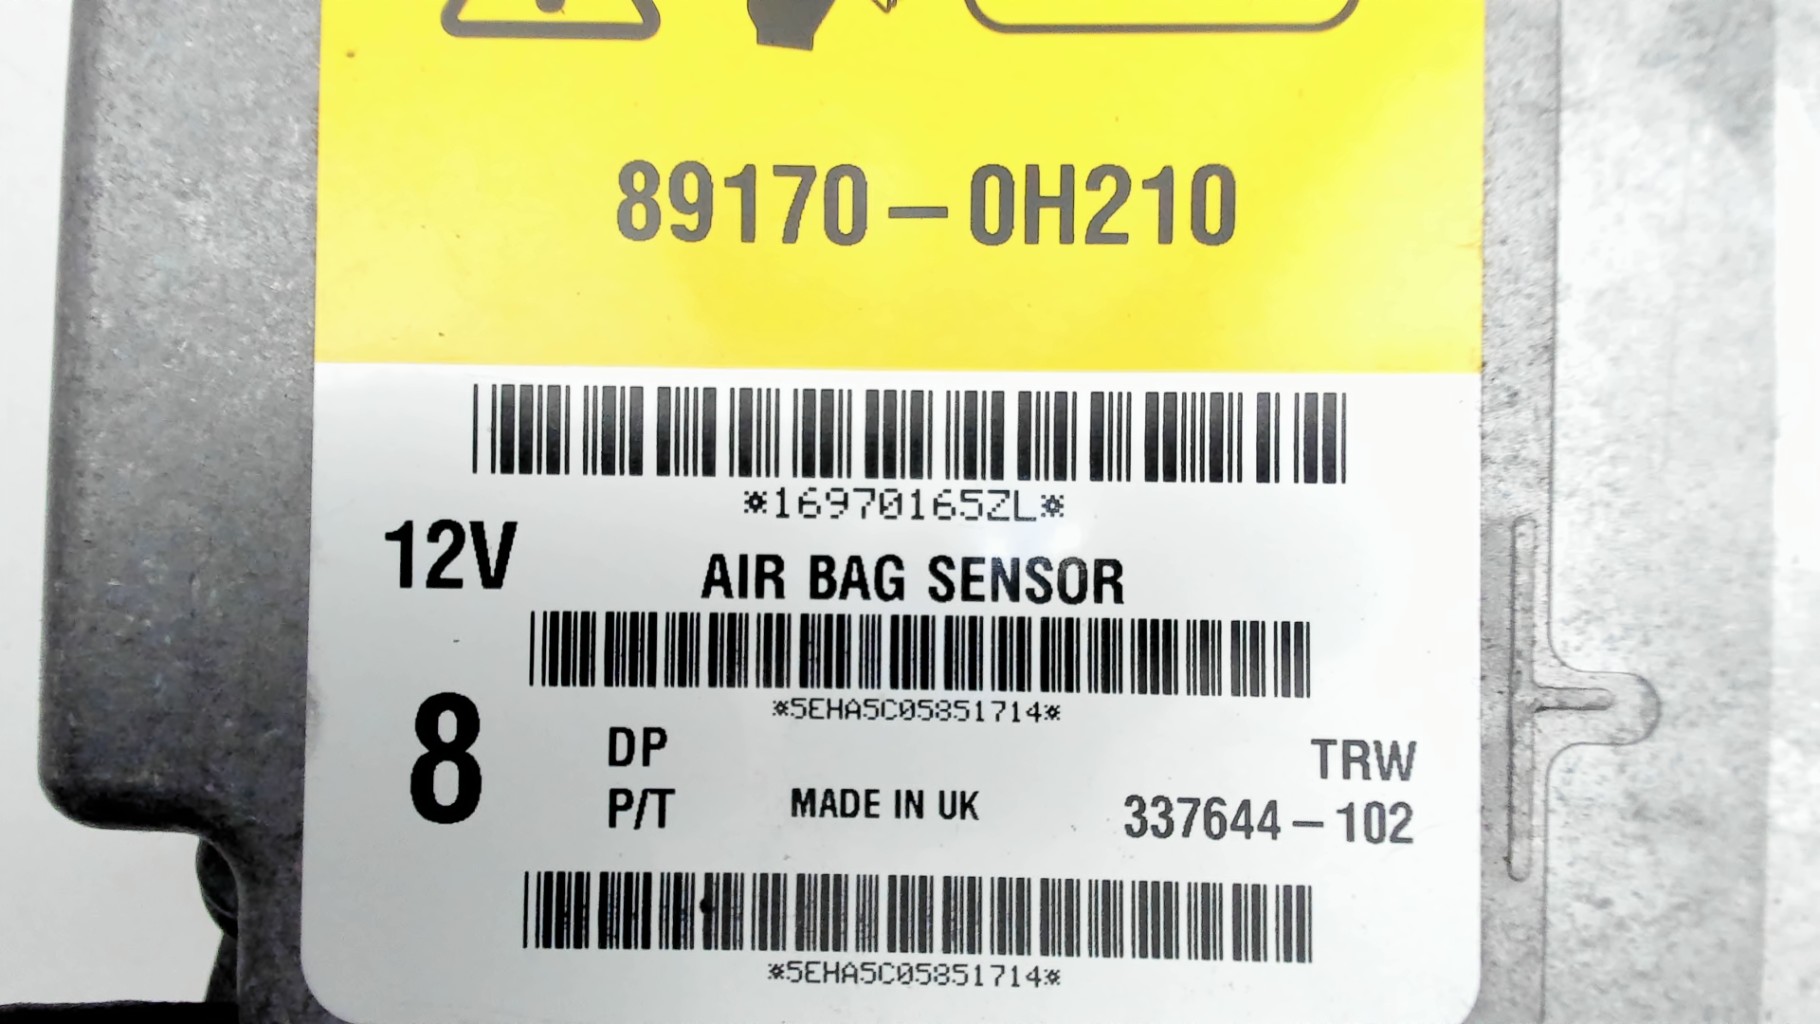 89170-0H210
*16970165ZL*
12V
AIR BAG SENSOR
*5EHA5C05851714*
8
DP
P/T
MADE IN UK
TRW
337644-102
*5EHA5C05851714*